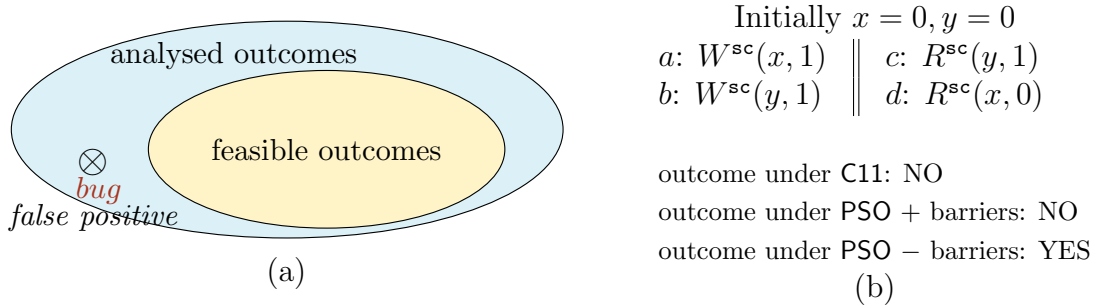 analysed outcomes
feasible outcomes
bug
false positive
(a)
Initially x = 0, y = 0
a: W^sc(x, 1) ‖ c: R^sc(y, 1)
b: W^sc(y, 1) ‖ d: R^sc(x, 0)
outcome under C11: NO
outcome under PSO + barriers: NO
outcome under PSO − barriers: YES
(b)